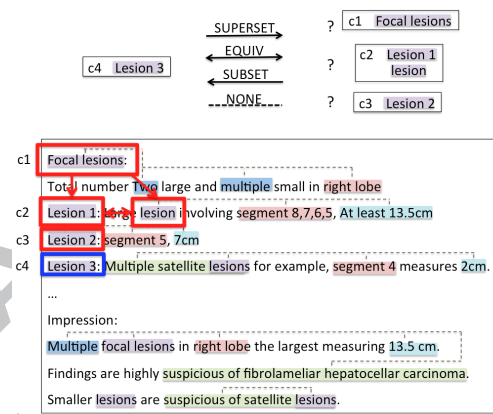 SUPERSET ? c1 Focal lesions
EQUIV
c4 Lesion 3 ? c2 Lesion 1
lesion
SUBSET
NONE ? c3 Lesion 2
c1 Focal lesions:
Total number Two large and multiple small in right lobe
c2 Lesion 1: Large lesion involving segment 8,7,6,5, At least 13.5cm
c3 Lesion 2: segment 5, 7cm
c4 Lesion 3: Multiple satellite lesions for example, segment 4 measures 2cm.
...
Impression:
Multiple focal lesions in right lobe the largest measuring 13.5 cm.
Findings are highly suspicious of fibrolameliar hepatocellar carcinoma.
Smaller lesions are suspicious of satellite lesions.